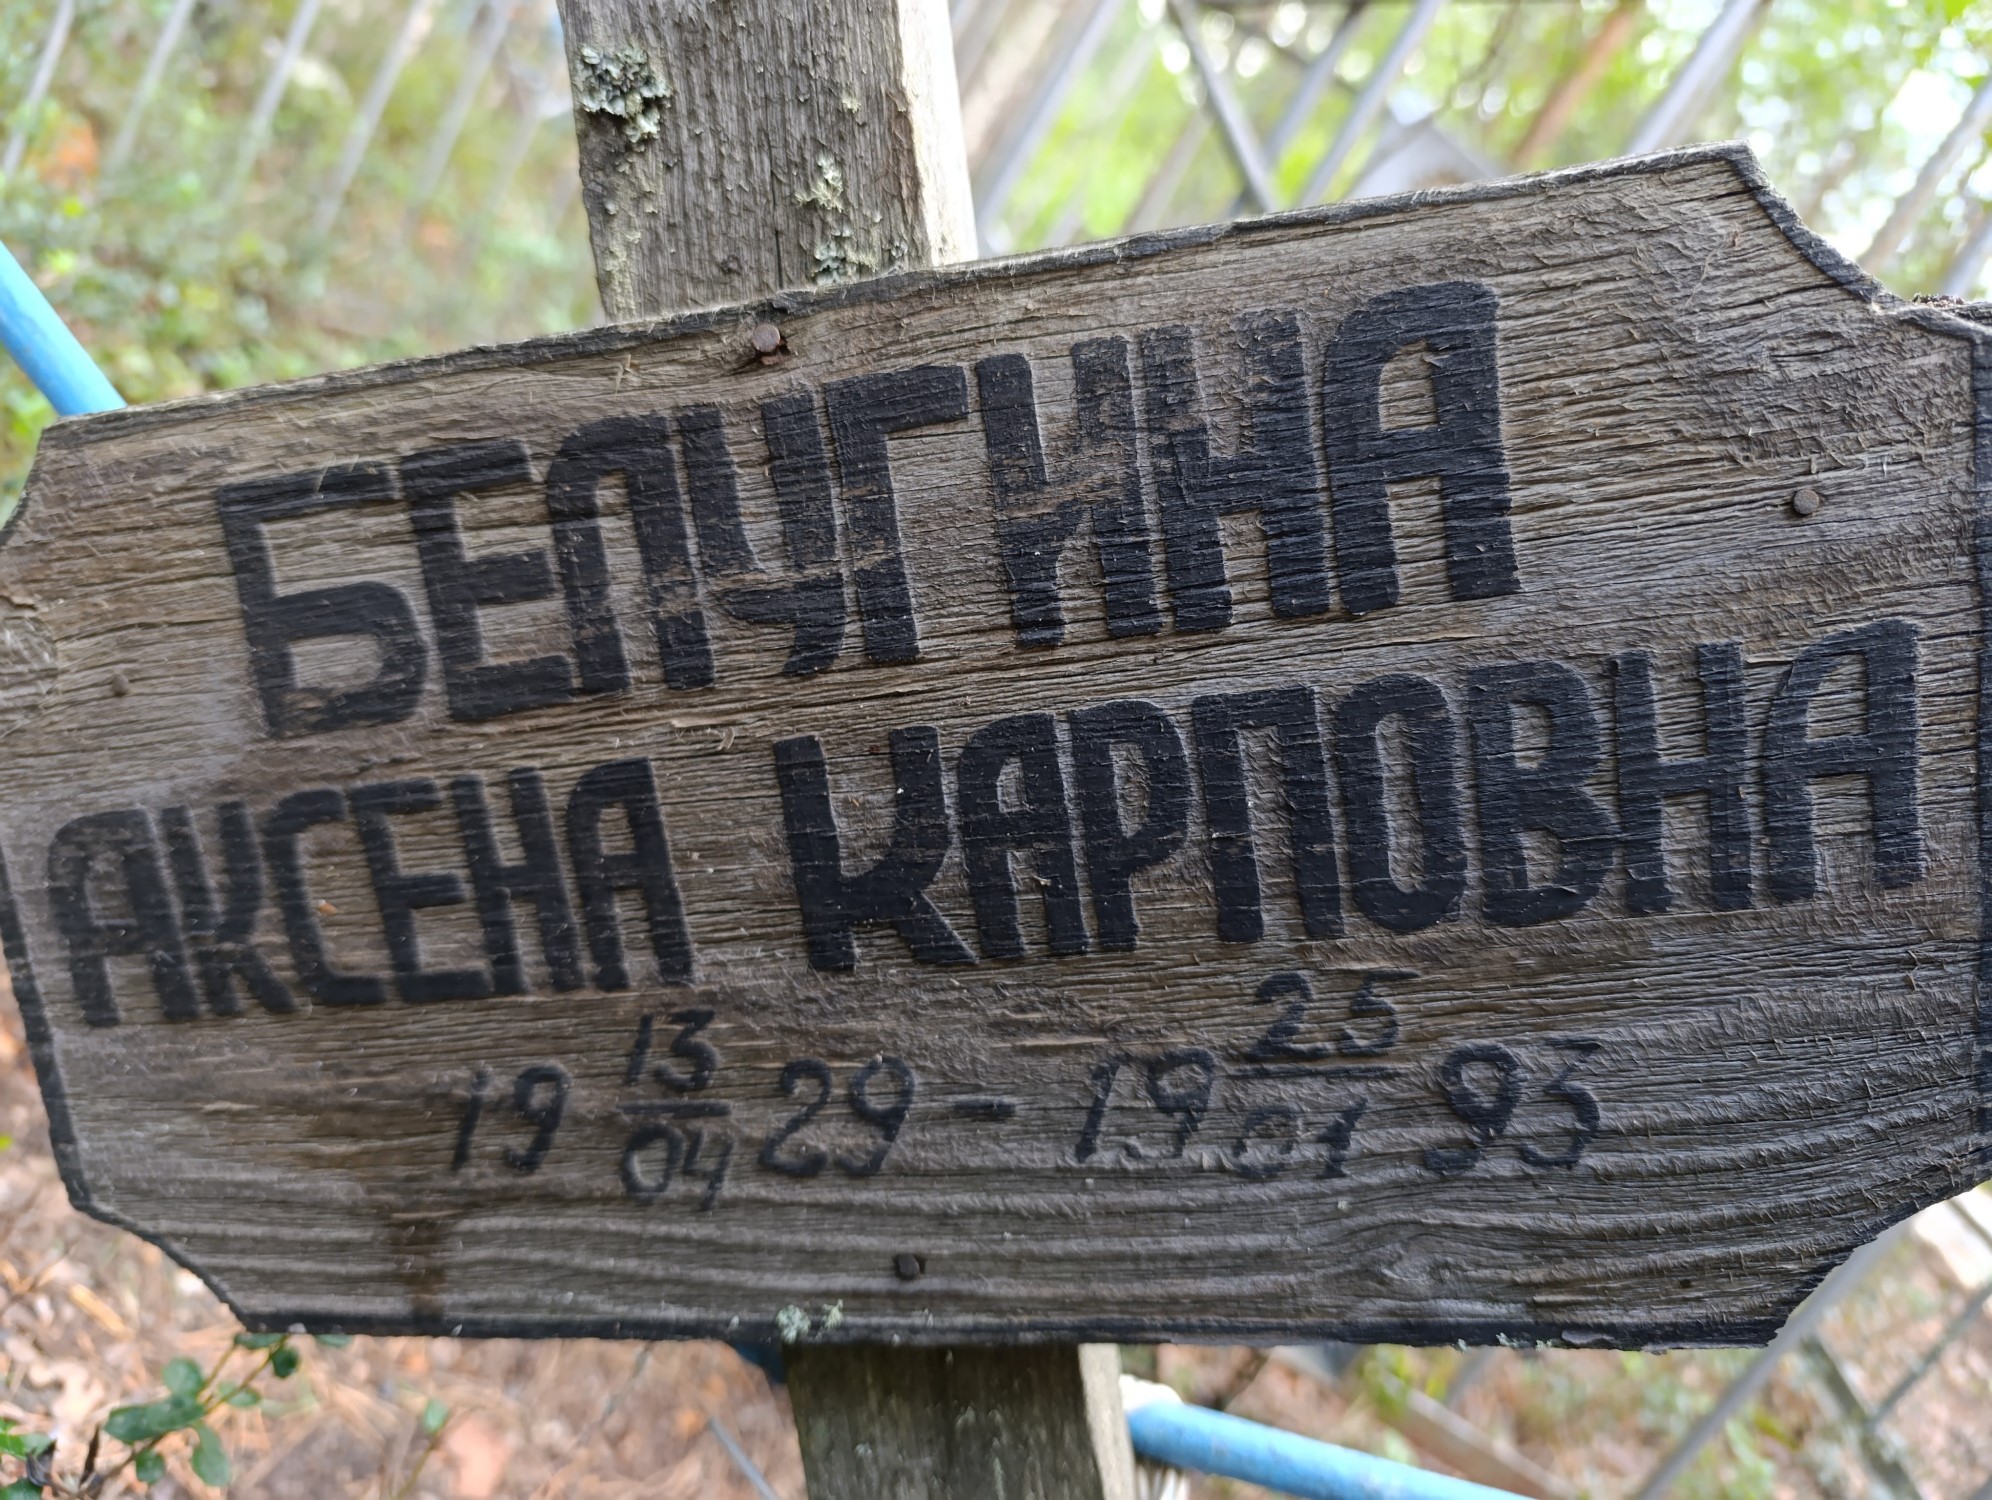 БЕЛУГИНА
АКСЕНА КАРПОВНА
19 13/04 29 - 19 25/01 93